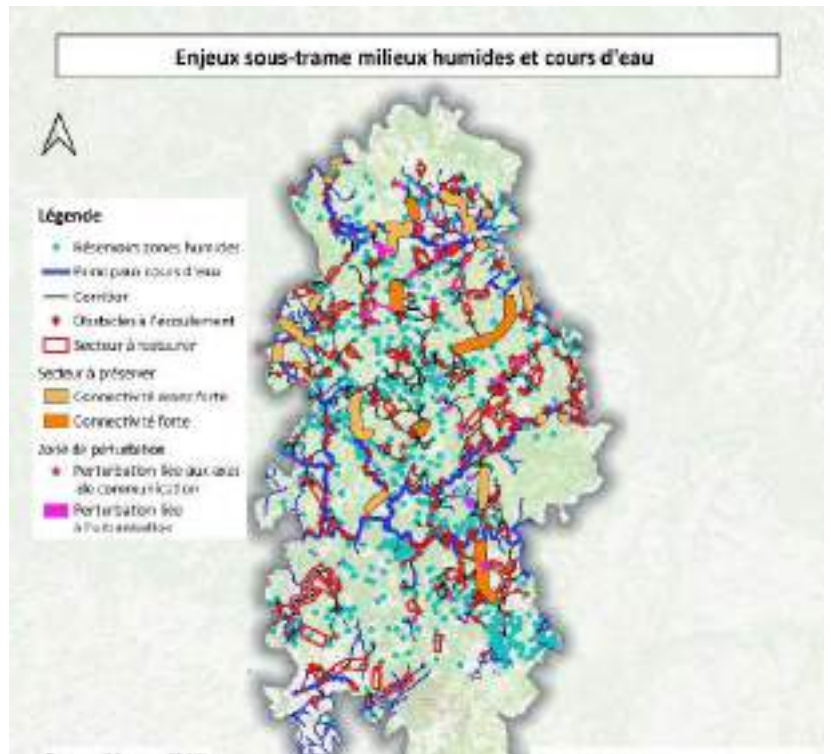 Enjeux sous-trame milieux humides et cours d'eau
Légende
Réservoirs zones humides
Principaux cours d'eau
Corridor
Obstacles à l'écoulement
Secteur à restaurer
Secteur à préserver
Connectivité assez forte
Connectivité forte
Zone de perturbation
Perturbation liée aux axes
de communication
Perturbation liée